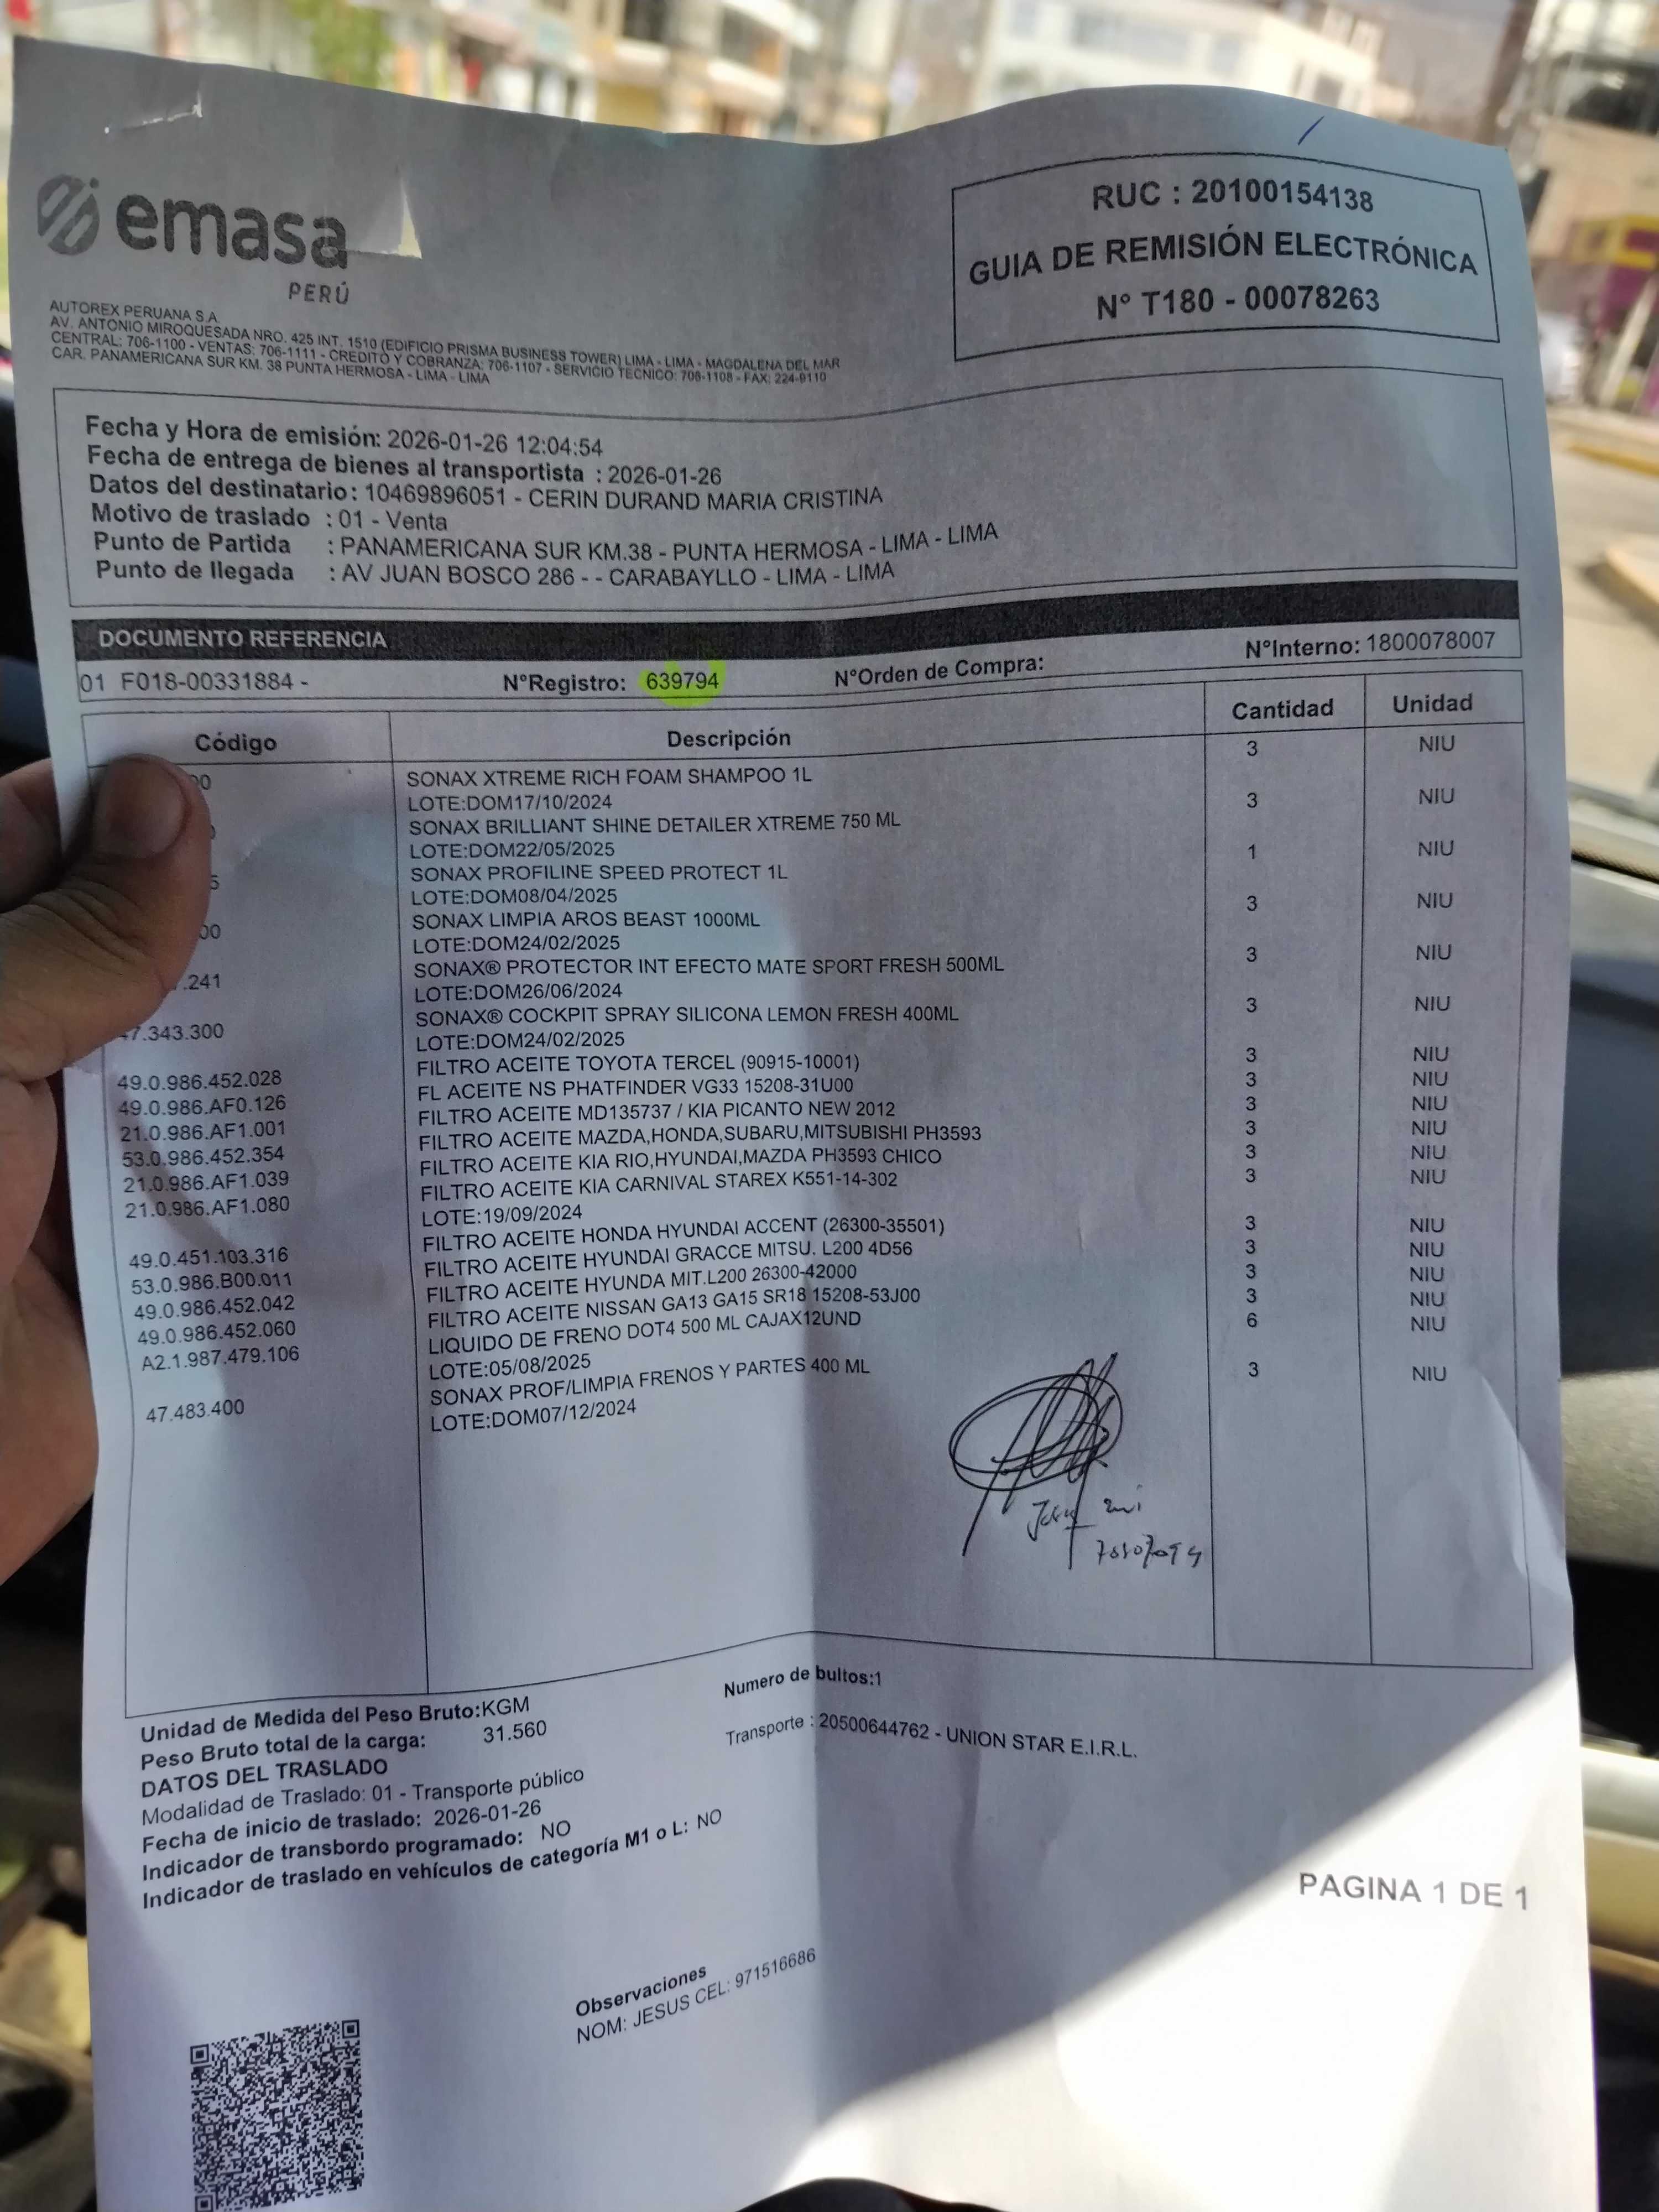 emasa
PERÚ
AUTOREX PERUANA S.A
AV. ANTONIO MIROQUESADA NRO. 425 INT. 1510 (EDIFICIO PRISMA BUSINESS TOWER) LIMA - LIMA - MAGDALENA DEL MAR
CENTRAL: 706-1100 - VENTAS: 706-1111 - CREDITO Y COBRANZA: 706-1107 - SERVICIO TECNICO: 706-1108 - FAX: 224-9110
CAR. PANAMERICANA SUR KM. 38 PUNTA HERMOSA - LIMA - LIMA
RUC : 20100154138
GUIA DE REMISIÓN ELECTRÓNICA
N° T180 - 00078263
Fecha y Hora de emisión: 2026-01-26 12:04:54
Fecha de entrega de bienes al transportista : 2026-01-26
Datos del destinatario: 10469896051 - CERIN DURAND MARIA CRISTINA
Motivo de traslado : 01 - Venta
Punto de Partida : PANAMERICANA SUR KM.38 - PUNTA HERMOSA - LIMA - LIMA
Punto de llegada : AV JUAN BOSCO 286 - - CARABAYLLO - LIMA - LIMA
DOCUMENTO REFERENCIA
01 F018-00331884 - N°Registro: 639794 N°Orden de Compra: N°Interno: 1800078007
Código Descripción Cantidad Unidad
00 SONAX XTREME RICH FOAM SHAMPOO 1L 3 NIU
LOTE:DOM17/10/2024
SONAX BRILLIANT SHINE DETAILER XTREME 750 ML 3 NIU
LOTE:DOM22/05/2025
5 SONAX PROFILINE SPEED PROTECT 1L 1 NIU
LOTE:DOM08/04/2025
00 SONAX LIMPIA AROS BEAST 1000ML 3 NIU
LOTE:DOM24/02/2025
.241 SONAX® PROTECTOR INT EFECTO MATE SPORT FRESH 500ML 3 NIU
LOTE:DOM26/06/2024
7.343.300 SONAX® COCKPIT SPRAY SILICONA LEMON FRESH 400ML 3 NIU
LOTE:DOM24/02/2025
49.0.986.452.028 FILTRO ACEITE TOYOTA TERCEL (90915-10001) 3 NIU
49.0.986.AF0.126 FL ACEITE NS PHATFINDER VG33 15208-31U00 3 NIU
21.0.986.AF1.001 FILTRO ACEITE MD135737 / KIA PICANTO NEW 2012 3 NIU
53.0.986.452.354 FILTRO ACEITE MAZDA,HONDA,SUBARU,MITSUBISHI PH3593 3 NIU
21.0.986.AF1.039 FILTRO ACEITE KIA RIO,HYUNDAI,MAZDA PH3593 CHICO 3 NIU
21.0.986.AF1.080 FILTRO ACEITE KIA CARNIVAL STAREX K551-14-302 3 NIU
LOTE:19/09/2024
49.0.451.103.316 FILTRO ACEITE HONDA HYUNDAI ACCENT (26300-35501) 3 NIU
53.0.986.B00.011 FILTRO ACEITE HYUNDAI GRACCE MITSU. L200 4D56 3 NIU
49.0.986.452.042 FILTRO ACEITE HYUNDA MIT.L200 26300-42000 3 NIU
49.0.986.452.060 FILTRO ACEITE NISSAN GA13 GA15 SR18 15208-53J00 3 NIU
A2.1.987.479.106 LIQUIDO DE FRENO DOT4 500 ML CAJAX12UND 6 NIU
LOTE:05/08/2025
47.483.400 SONAX PROF/LIMPIA FRENOS Y PARTES 400 ML 3 NIU
LOTE:DOM07/12/2024
Unidad de Medida del Peso Bruto:KGM Numero de bultos:1
Peso Bruto total de la carga: 31.560 Transporte : 20500644762 - UNION STAR E.I.R.L.
DATOS DEL TRASLADO
Modalidad de Traslado: 01 - Transporte público
Fecha de inicio de traslado: 2026-01-26
Indicador de transbordo programado: NO
Indicador de traslado en vehículos de categoría M1 o L: NO
PAGINA 1 DE 1
Observaciones
NOM: JESUS CEL: 971516686